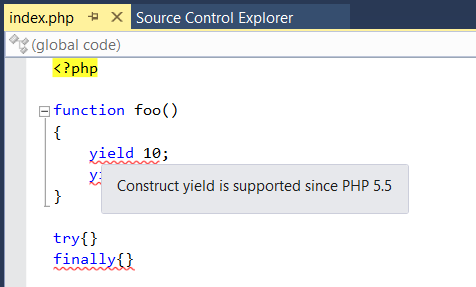 index.php Source Control Explorer
(global code)
<?php
function foo()
{
yield 10;
yi
Construct yield is supported since PHP 5.5
}
try{}
finally{}